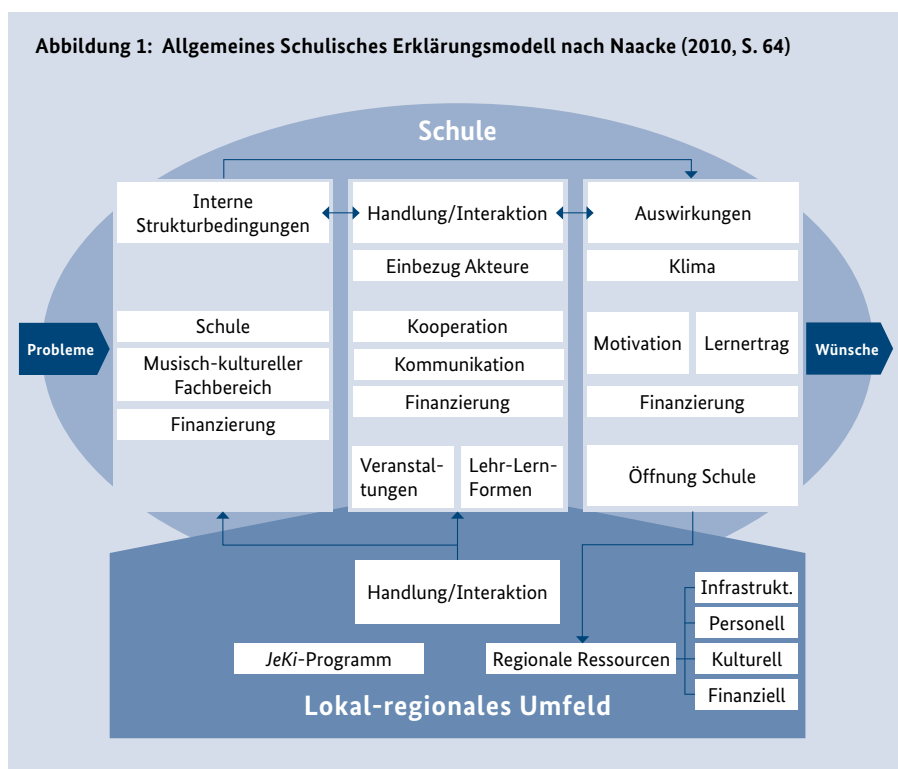 Abbildung 1: Allgemeines Schulisches Erklärungsmodell nach Naacke (2010, S. 64)
Schule
Interne
Strukturbedingungen
Handlung/Interaktion
Auswirkungen
Einbezug Akteure
Klima
Probleme
Schule
Musisch-kultureller
Fachbereich
Finanzierung
Kooperation
Kommunikation
Finanzierung
Motivation
Lernertrag
Finanzierung
Wünsche
Veranstal-
tungen
Lehr-Lern-
Formen
Öffnung Schule
Handlung/Interaktion
JeKi-Programm
Regionale Ressourcen
Infrastrukt.
Personell
Kulturell
Finanziell
Lokal-regionales Umfeld